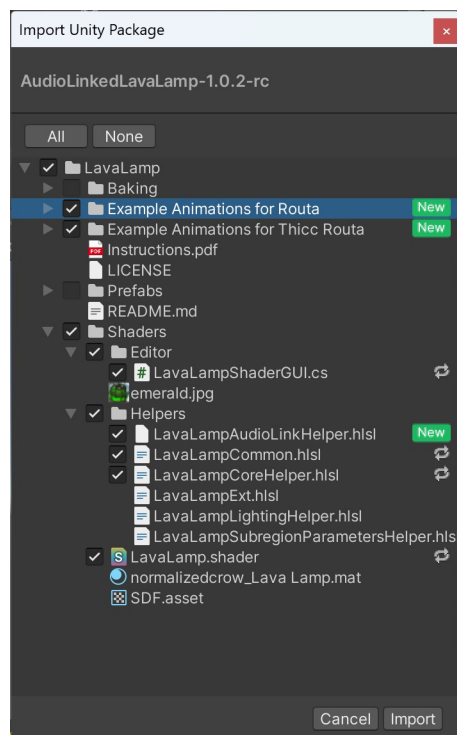 Import Unity Package
×
AudioLinkedLavaLamp-1.0.2-rc
All None
LavaLamp
Baking
Example Animations for Routa New
Example Animations for Thicc Routa New
PDF Instructions.pdf
LICENSE
Prefabs
README.md
Shaders
Editor
# LavaLampShaderGUI.cs
emerald.jpg
Helpers
LavaLampAudioLinkHelper.hlsl New
LavaLampCommon.hlsl
LavaLampCoreHelper.hlsl
LavaLampExt.hlsl
LavaLampLightingHelper.hlsl
LavaLampSubregionParametersHelper.hls
S LavaLamp.shader
normalizedcrow_Lava Lamp.mat
SDF.asset
Cancel Import